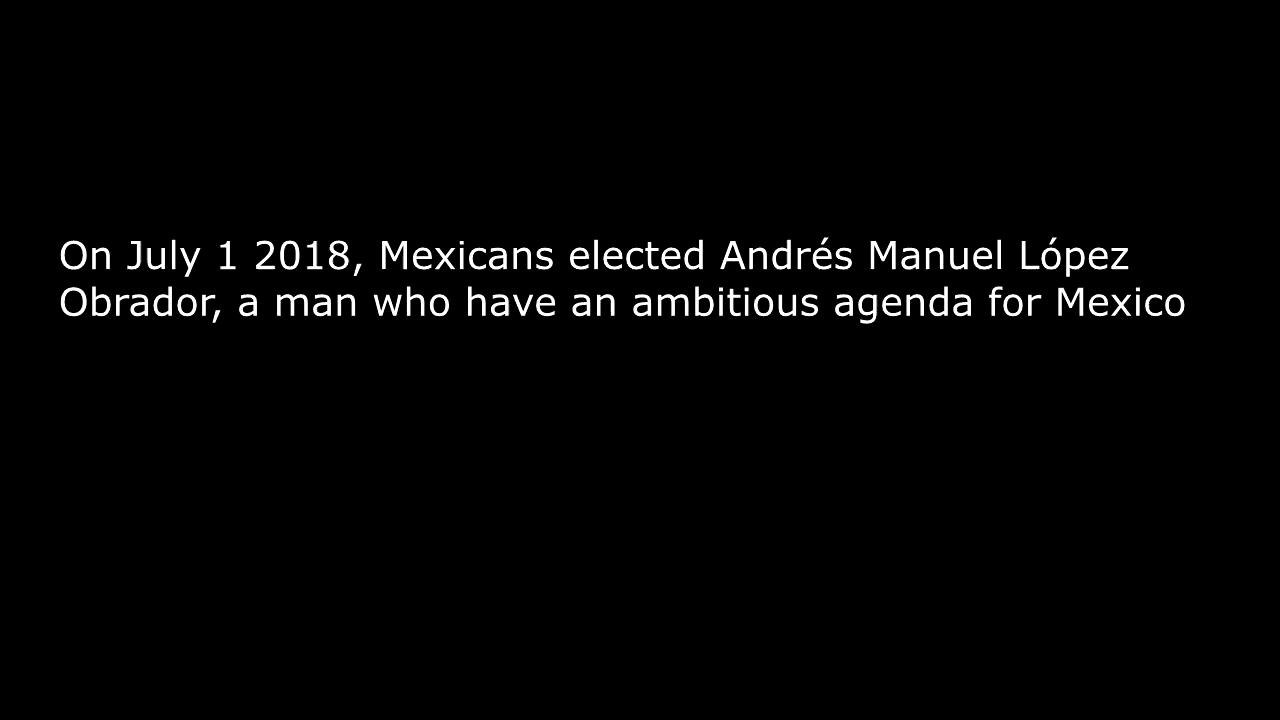 On July 1 2018, Mexicans elected Andrés Manuel López
Obrador, a man who have an ambitious agenda for Mexico